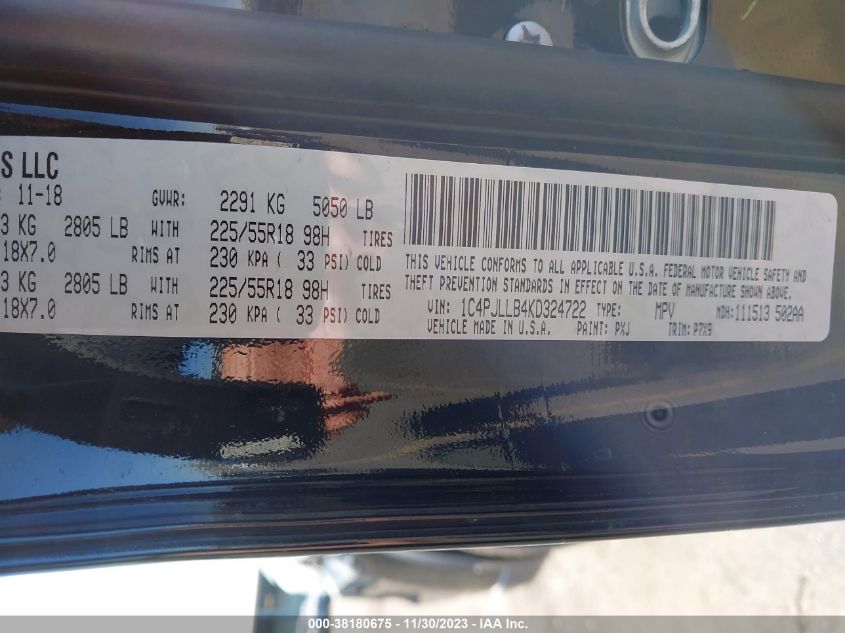 S LLC
11-18 GVWR: 2291 KG 5050 LB
3 KG 2805 LB WITH 225/55R18 98H TIRES
18X7.0 RIMS AT 230 KPA ( 33 PSI) COLD
3 KG 2805 LB WITH 225/55R18 98H TIRES
18X7.0 RIMS AT 230 KPA ( 33 PSI) COLD
THIS VEHICLE CONFORMS TO ALL APPLICABLE U.S.A. FEDERAL MOTOR VEHICLE SAFETY AND
THEFT PREVENTION STANDARDS IN EFFECT ON THE DATE OF MANUFACTURE SHOWN ABOVE.
VIN: 1C4PJLLB4KD324722 TYPE: MPV MDH: 111513 502AA
VEHICLE MADE IN U.S.A. PAINT: PXJ TRIM: P7X9
000-38180675 - 11/30/2023 - IAA Inc.